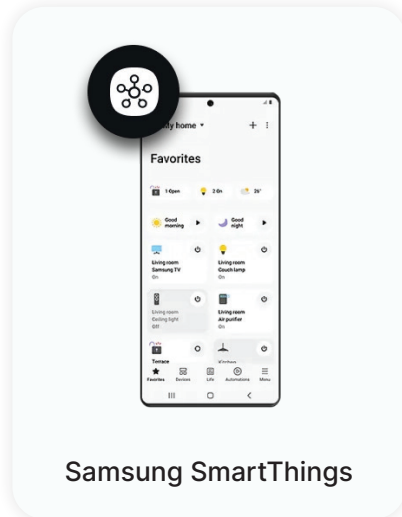 My home
Favorites
1 Open
2 On
26°
Good morning
Good night
Living room
Samsung TV
On
Living room
Couch lamp
On
Living room
Ceiling light
Off
Living room
Air purifier
On
Terrace
Kitchen
Favorites
Devices
Life
Automations
Menu
Samsung SmartThings